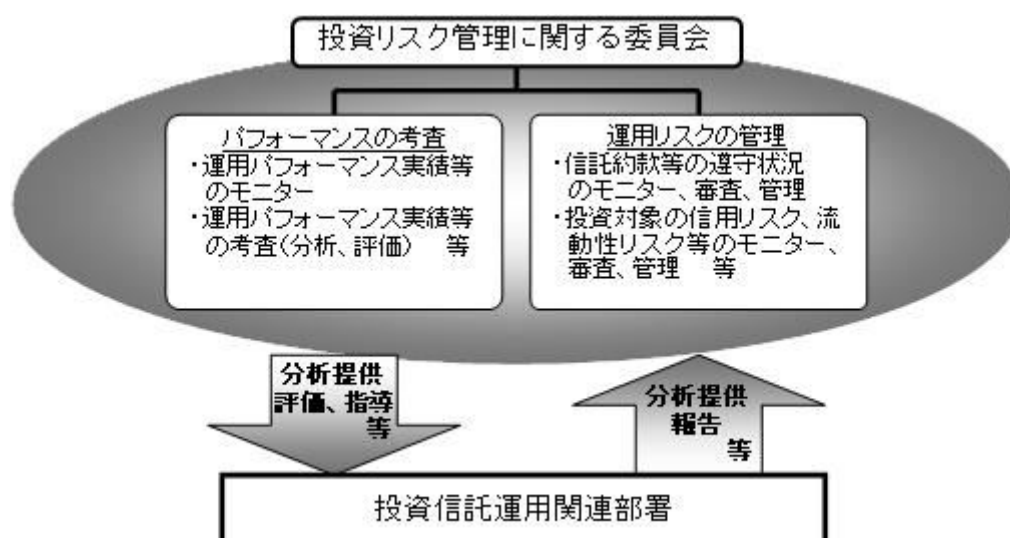 投資リスク管理に関する委員会
パフォーマンスの考査
・運用パフォーマンス実績等
のモニター
・運用パフォーマンス実績等
の考査(分析、評価)　等
運用リスクの管理
・信託約款等の遵守状況
のモニター、審査、管理
・投資対象の信用リスク、流
動性リスク等のモニター、
審査、管理　等
分析提供
評価、指導
等
分析提供
報告
等
投資信託運用関連部署